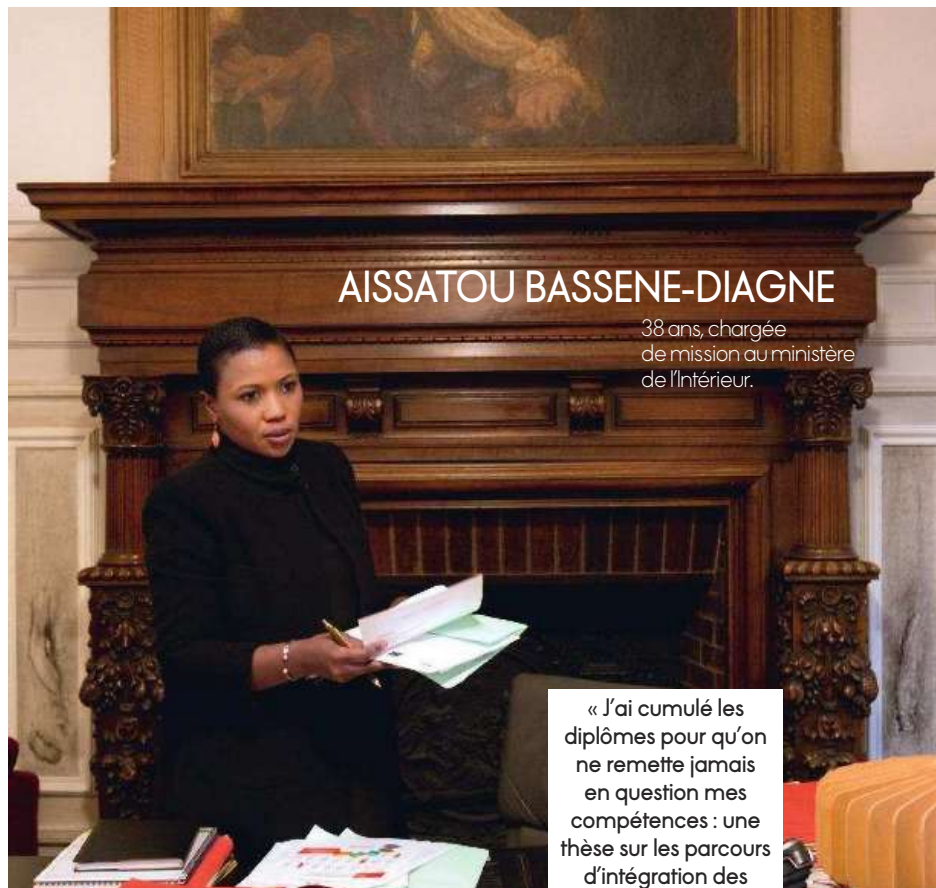 AISSATOU BASSENE-DIAGNE
38 ans, chargée
de mission au ministère
de l'Intérieur.
« J'ai cumulé les
diplômes pour qu'on
ne remette jamais
en question mes
compétences : une
thèse sur les parcours
d'intégration des